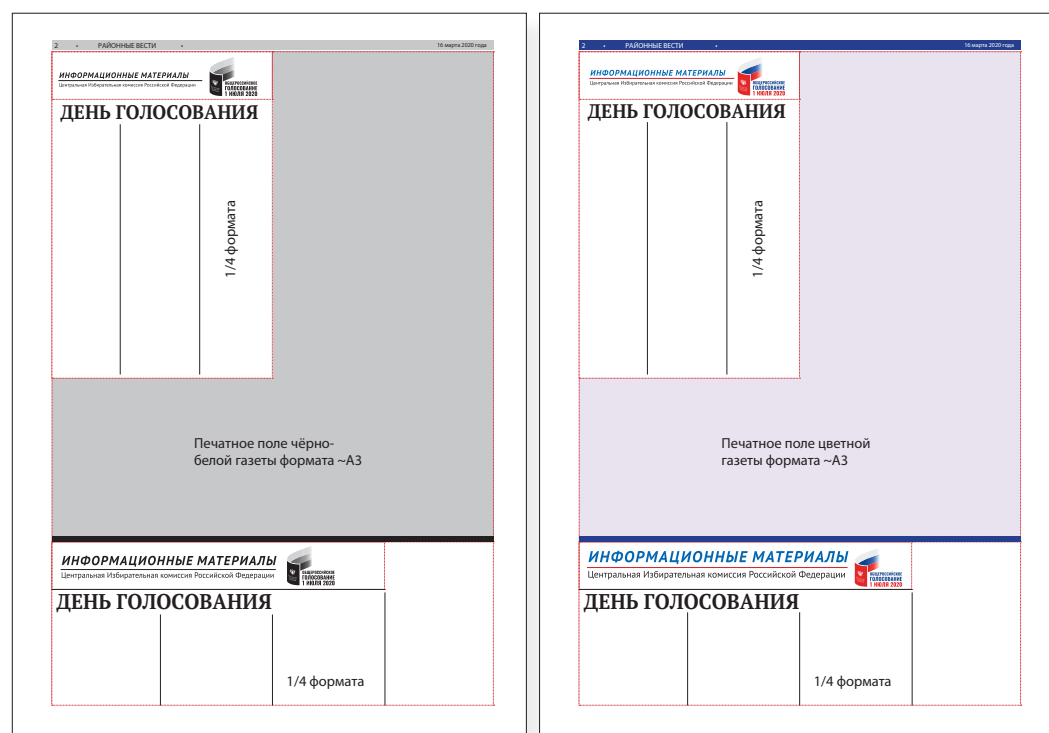 2 • РАЙОННЫЕ ВЕСТИ • 16 марта 2020 года
ИНФОРМАЦИОННЫЕ МАТЕРИАЛЫ
Центральная Избирательная комиссия Российской Федерации
ОБЩЕРОССИЙСКОЕ
ГОЛОСОВАНИЕ
1 ИЮЛЯ 2020
ДЕНЬ ГОЛОСОВАНИЯ
1/4 формата
Печатное поле чёрно-
белой газеты формата ~А3
ИНФОРМАЦИОННЫЕ МАТЕРИАЛЫ
Центральная Избирательная комиссия Российской Федерации
ОБЩЕРОССИЙСКОЕ
ГОЛОСОВАНИЕ
1 ИЮЛЯ 2020
ДЕНЬ ГОЛОСОВАНИЯ
1/4 формата
2 • РАЙОННЫЕ ВЕСТИ • 16 марта 2020 года
ИНФОРМАЦИОННЫЕ МАТЕРИАЛЫ
Центральная Избирательная комиссия Российской Федерации
ОБЩЕРОССИЙСКОЕ
ГОЛОСОВАНИЕ
1 ИЮЛЯ 2020
ДЕНЬ ГОЛОСОВАНИЯ
1/4 формата
Печатное поле цветной
газеты формата ~А3
ИНФОРМАЦИОННЫЕ МАТЕРИАЛЫ
Центральная Избирательная комиссия Российской Федерации
ОБЩЕРОССИЙСКОЕ
ГОЛОСОВАНИЕ
1 ИЮЛЯ 2020
ДЕНЬ ГОЛОСОВАНИЯ
1/4 формата